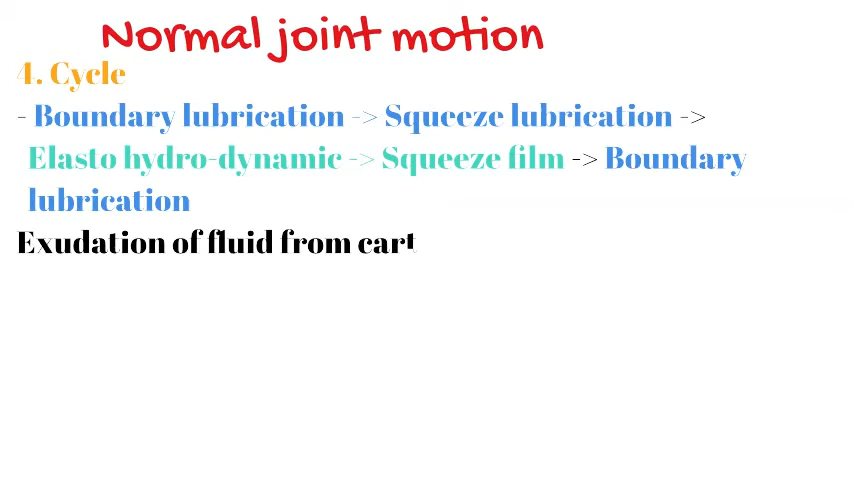 Normal joint motion
4. Cycle
- Boundary lubrication -> Squeeze lubrication ->
Elasto hydro-dynamic -> Squeeze film -> Boundary
lubrication
Exudation of fluid from cart